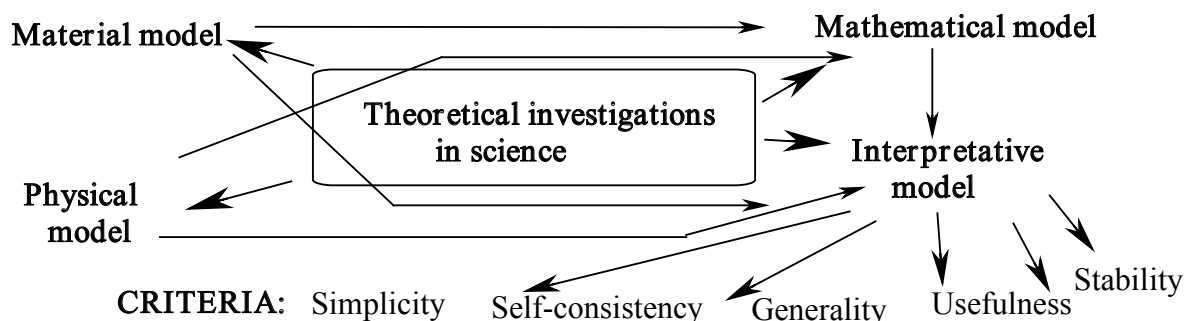 Material model
Mathematical model
Theoretical investigations
in science
Interpretative
model
Physical
model
CRITERIA: Simplicity Self-consistency Generality Usefulness Stability